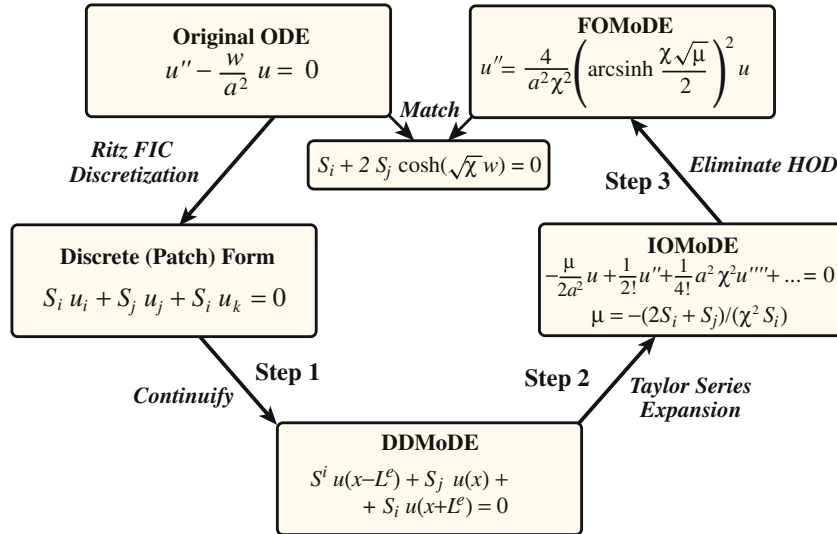 Original ODE
u′′ − w/a² u = 0
FOMoDE
u′′ = 4/(a²χ²) (arcsinh χ√μ/2)² u
Match
S_i + 2 S_j cosh(√χ w) = 0
Ritz FIC
Discretization
Eliminate HOD
Step 3
Discrete (Patch) Form
S_i u_i + S_j u_j + S_i u_k = 0
IOMoDE
−μ/(2a²) u + 1/2! u′′ + 1/4! a² χ² u′′′′ + ... = 0
μ = −(2S_i + S_j)/(χ² S_i)
Step 1
Continuify
Step 2
Taylor Series
Expansion
DDMoDE
S^i u(x−L^e) + S_j u(x) +
+ S_i u(x+L^e) = 0